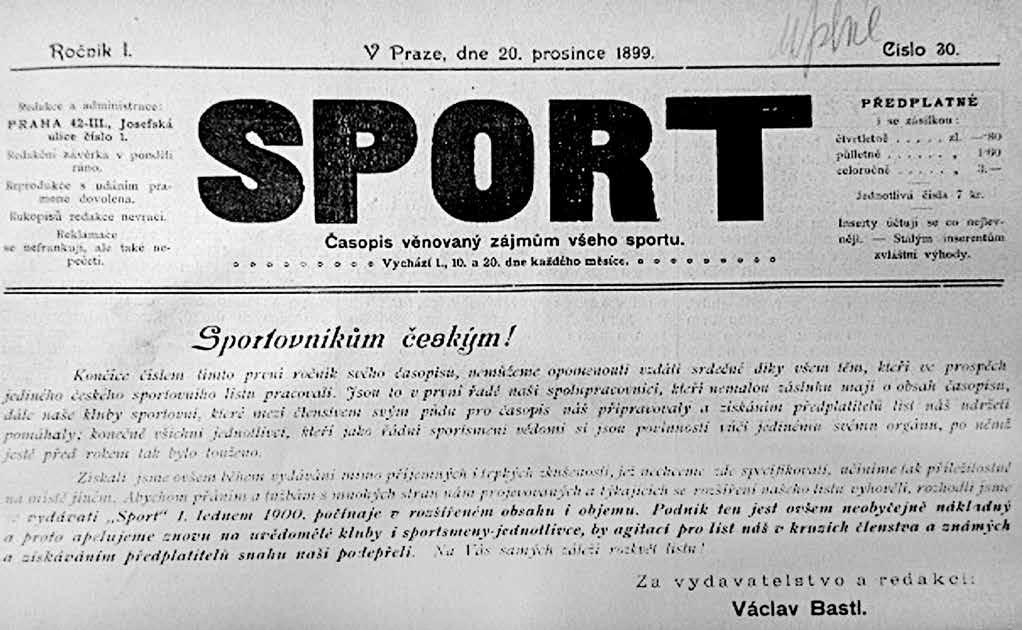 Ročník I.
V Praze, dne 20. prosince 1899.
Číslo 30.
úplné
Redakce a administrace:
PRAHA 42-III., Josefská
ulice číslo 1.
Redakční závěrka v pondělí
ráno.
Reprodukce s udáním pra-
mene dovolena.
Rukopisů redakce nevrací.
Reklamace
se nefrankují, ale také ne-
pečetí.
SPORT
Časopis věnovaný zájmům všeho sportu.
Vychází 1., 10. a 20. dne každého měsíce.
PŘEDPLATNÉ
i se zásilkou:
čtvrtletně . . . . . zl. —·80
půlletně . . . . . „ 1·60
celoročně . . . . . „ 3.—
Jednotlivá čísla 7 kr.
Inserty účtují se co nejlev-
něji. — Stálým inserentům
zvláštní výhody.
Sportovníkům českým!
Končíce číslem tímto první ročník svého časopisu, nemůžeme opomenouti vzdáti srdečné díky všem těm, kteří ve prospěch
jediného českého sportovního listu pracovali. Jsou to v první řadě naši spolupracovníci, kteří nemalou zásluhu mají o obsah časopisu,
dále naše kluby sportovní, které mezi členstvem svým půdu pro časopis náš připravovaly a získáním předplatitelů list náš udržeti
pomáhaly; konečně všichni jednotlivci, kteří jako řádní sportsmeni vědomi si jsou povinnosti vůči jedinému svému orgánu, po němž
ještě před rokem tak bylo touženo.
Získali jsme ovšem během vydávání mimo příjemných i trpkých zkušeností, jež nechceme zde specifikovati, učiníme tak příležitostně
na místě jiném. Abychom přáním a tužbám s mnohých stran nám projevovaných a týkajících se rozšíření našeho listu vyhověli, rozhodli jsme
se vydávati „Sport“ 1. lednem 1900. počínaje v rozšířeném obsahu i objemu. Podnik ten jest ovšem neobyčejně nákladný
a proto apelujeme znovu na uvědomělé kluby i sportsmeny-jednotlivce, by agitací pro list náš v kruzích členstva a známých
a získáváním předplatitelů snahu naši podepřeli. Na Vás samých záleží rozkvět listu!
Za vydavatelstvo a redakci:
Václav Bastl.